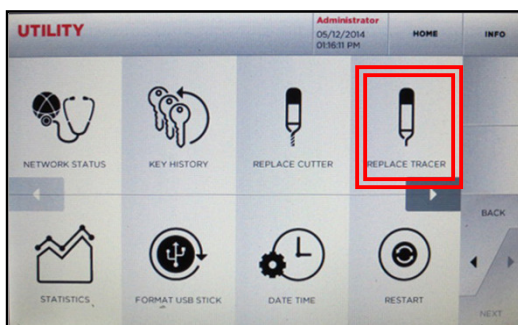 UTILITY
Administrator
05/12/2014
01:16:11 PM
HOME
INFO
NETWORK STATUS
KEY HISTORY
REPLACE CUTTER
REPLACE TRACER
BACK
STATISTICS
FORMAT USB STICK
DATE TIME
RESTART
NEXT